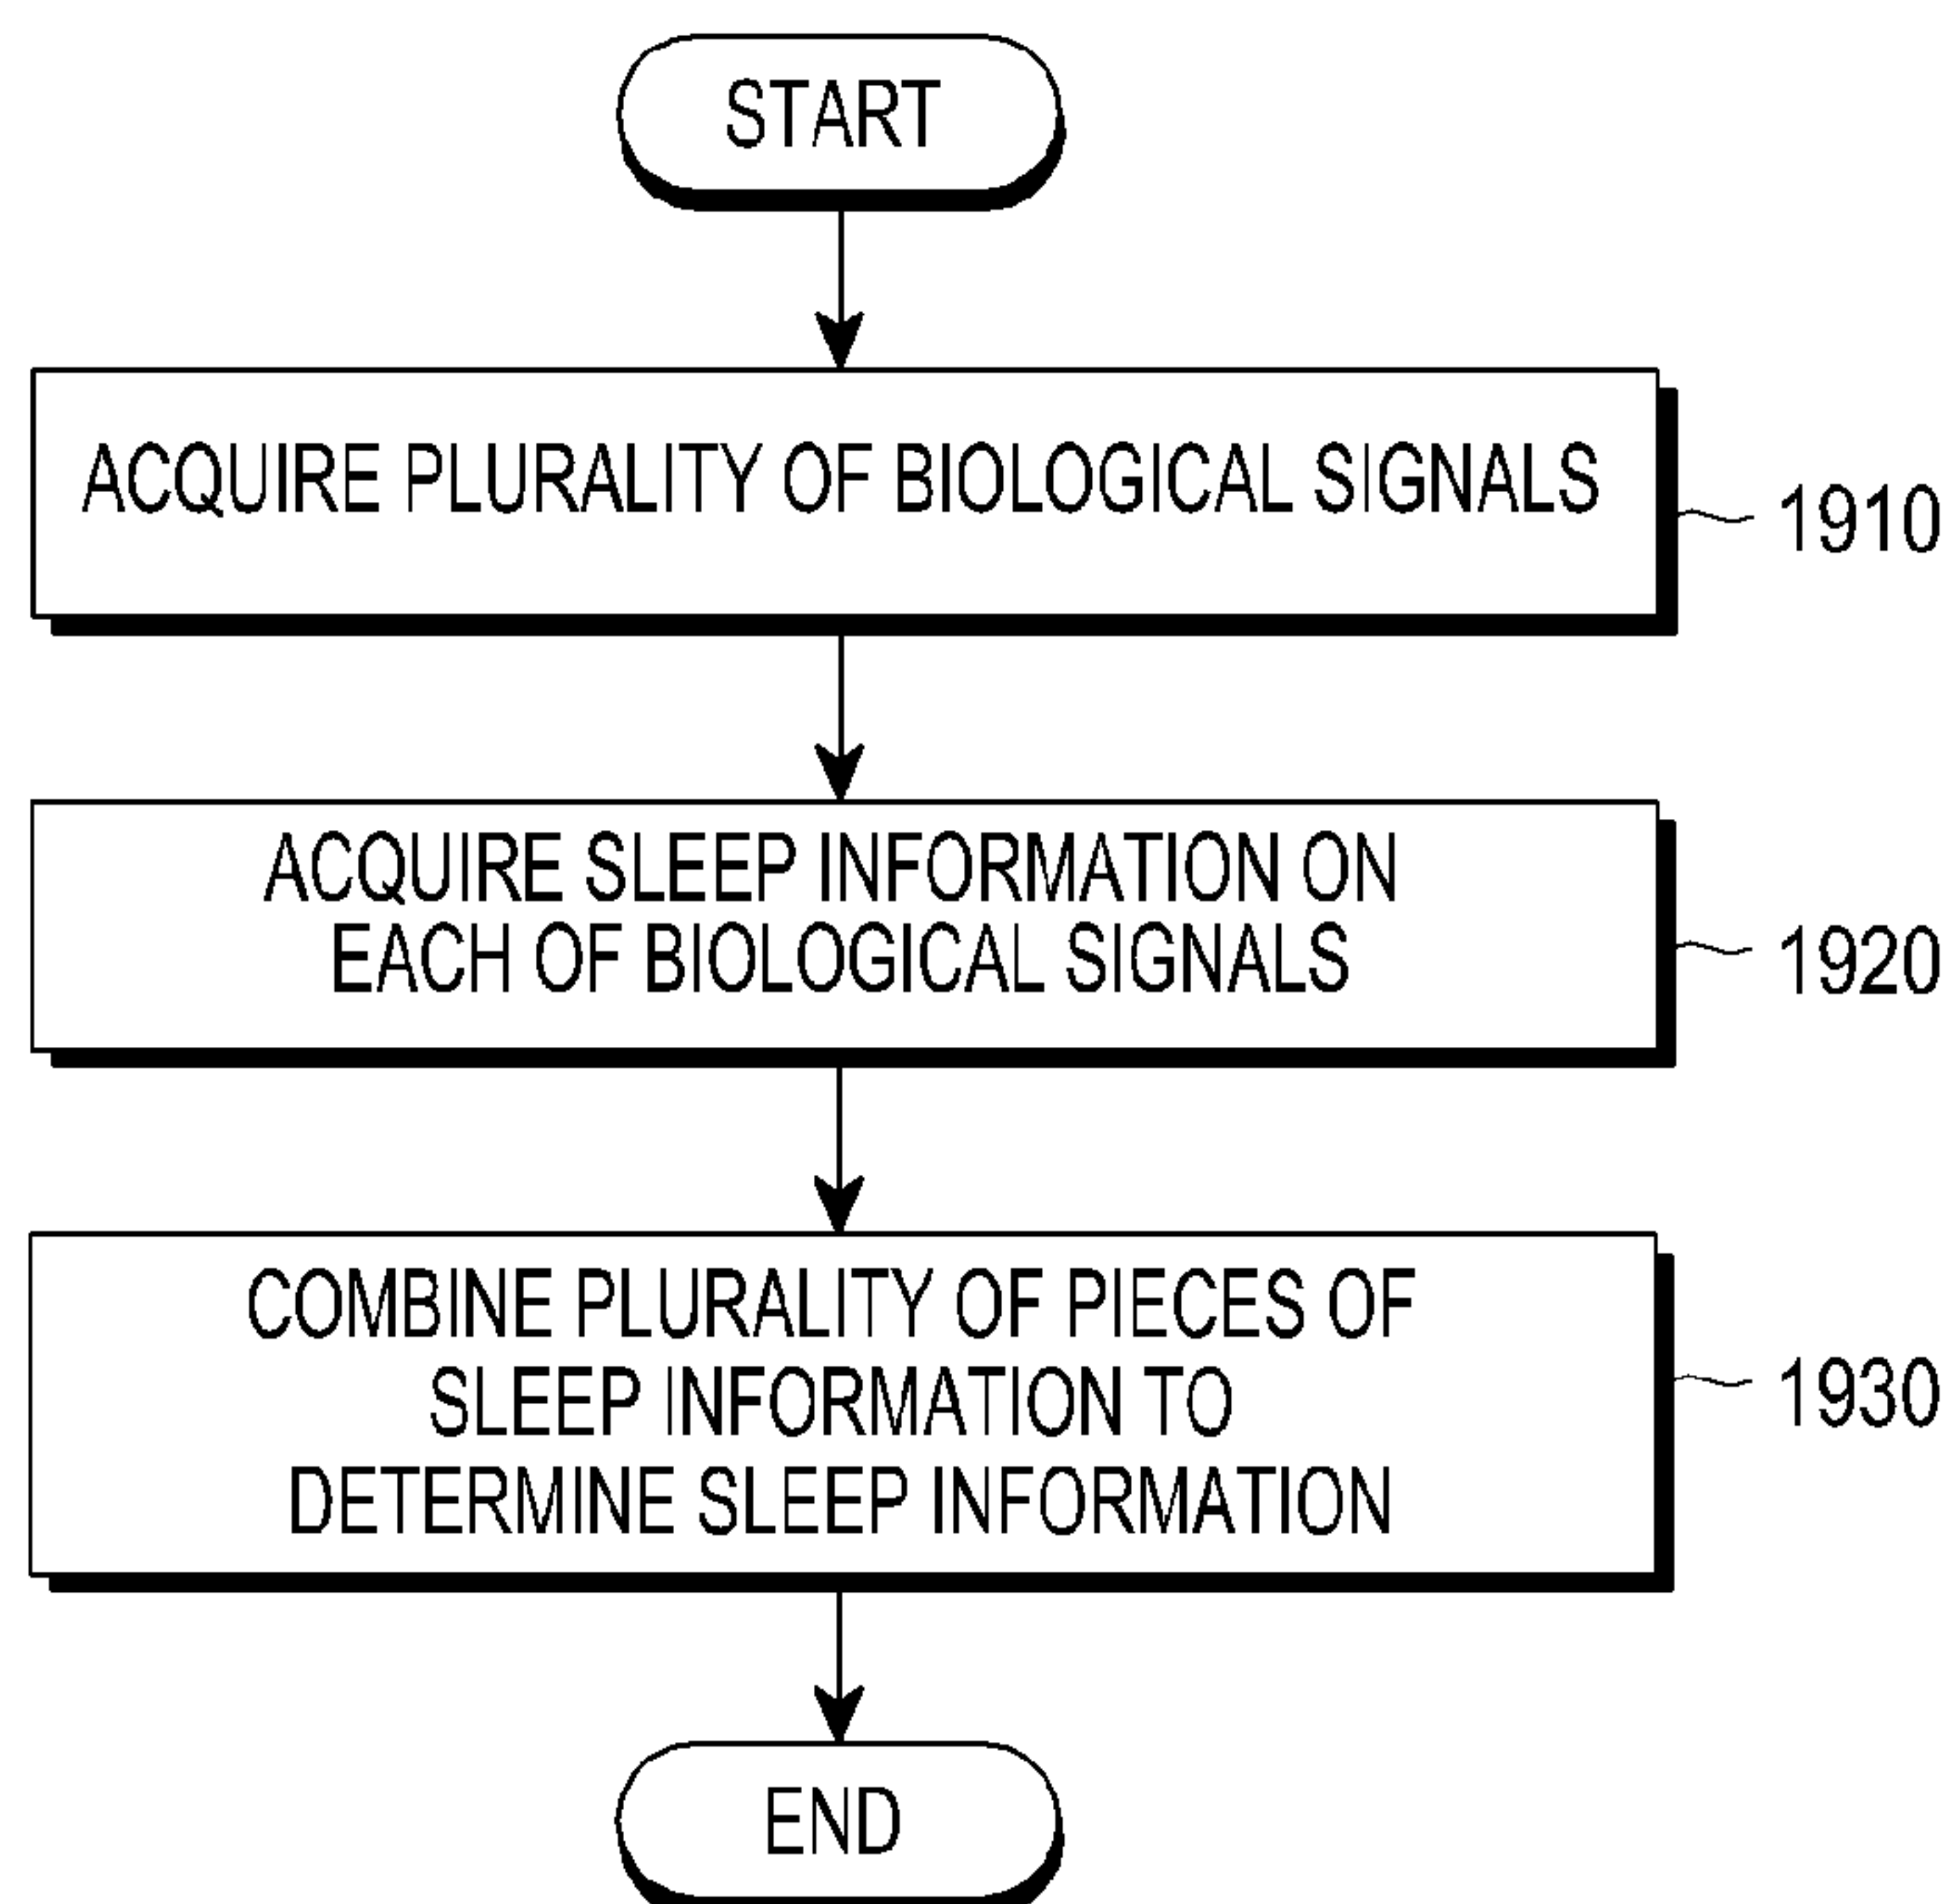 START
ACQUIRE PLURALITY OF BIOLOGICAL SIGNALS
1910
ACQUIRE SLEEP INFORMATION ON
EACH OF BIOLOGICAL SIGNALS
1920
COMBINE PLURALITY OF PIECES OF
SLEEP INFORMATION TO
DETERMINE SLEEP INFORMATION
1930
END